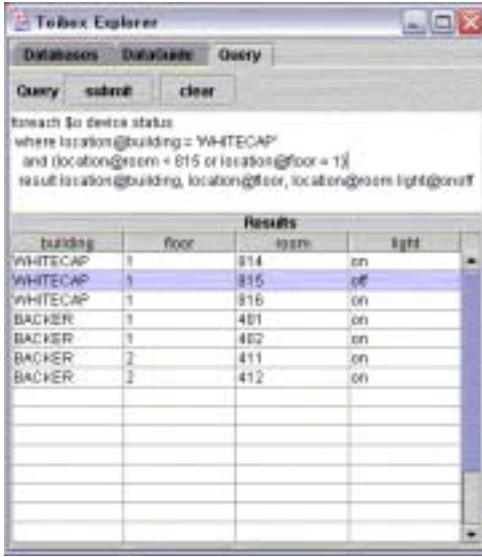 Toibox Explorer
Databases DataGuide Query
Query submit clear
foreach $o device status
where location@building = 'WHITECAP'
and (location@room < 815 or location@floor = 1)
result location@building, location@floor, location@room light@onoff
Results
building floor room light
WHITECAP 1 814 on
WHITECAP 1 815 off
WHITECAP 1 816 on
BACKER 1 401 on
BACKER 1 402 on
BACKER 2 411 on
BACKER 2 412 on